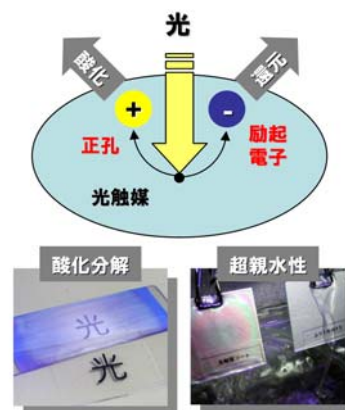 光
酸化
還元
+
-
正孔
励起
電子
光触媒
酸化分解
超親水性
光
光